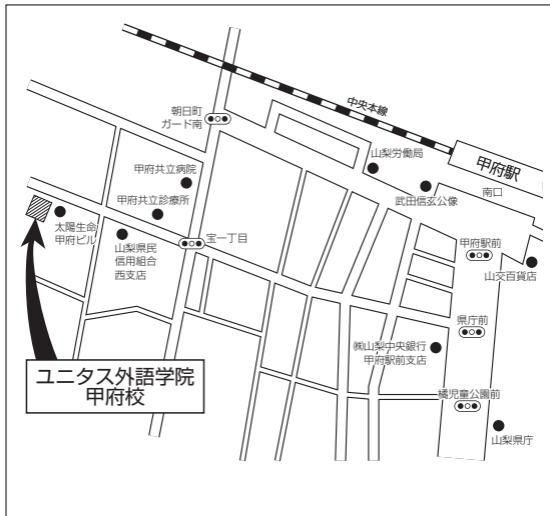 中央本線
朝日町
ガード南
甲府駅
山梨労働局
甲府共立病院
南口
武田信玄公像
甲府共立診療所
太陽生命
甲府ビル
山梨県民
信用組合
西支店
宝一丁目
甲府駅前
山交百貨店
県庁前
㈱山梨中央銀行
甲府駅前支店
ユニタス外語学院
甲府校
橘児童公園前
山梨県庁